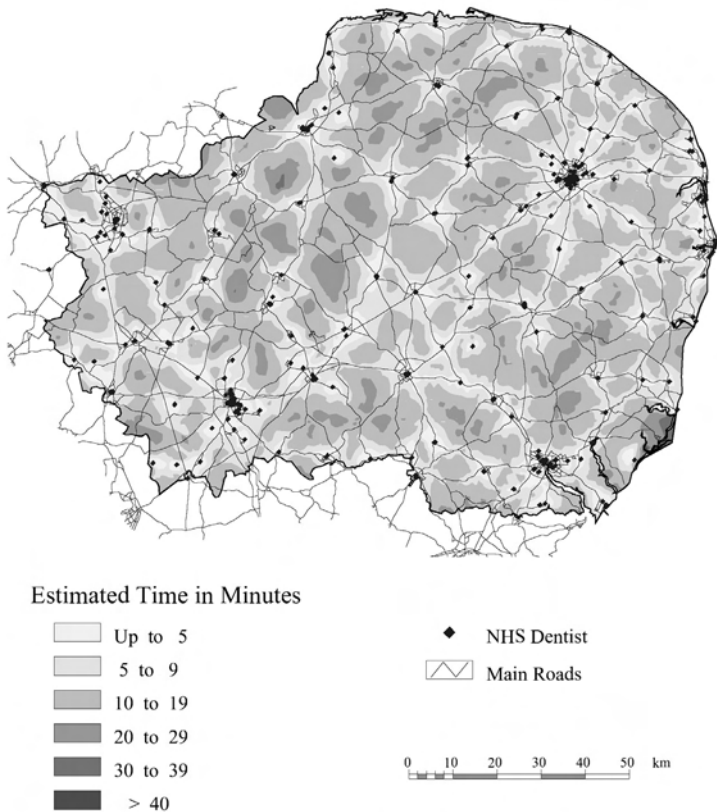 Estimated Time in Minutes
Up to 5
5 to 9
10 to 19
20 to 29
30 to 39
> 40
NHS Dentist
Main Roads
0 10 20 30 40 50 km